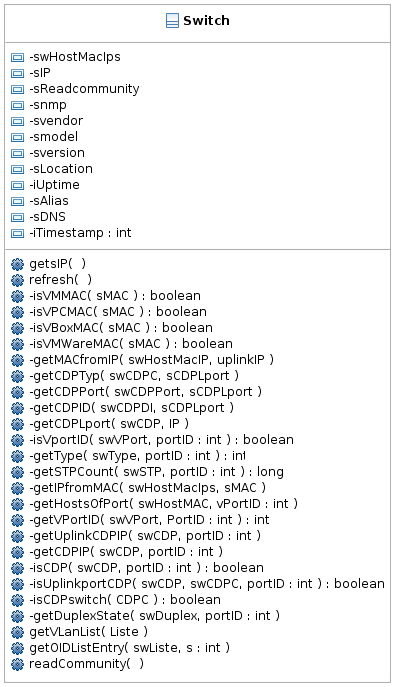 Switch
-swHostMacIps
-sIP
-sReadcommunity
-snmp
-svendor
-smodel
-sversion
-sLocation
-iUptime
-sAlias
-sDNS
-iTimestamp : int
getsIP(  )
refresh(  )
-isVMMAC( sMAC ) : boolean
-isVPCMAC( sMAC ) : boolean
-isVBoxMAC( sMAC ) : boolean
-isVMWareMAC( sMAC ) : boolean
-getMACfromIP( swHostMacIP, uplinkIP )
-getCDPTyp( swCDPC, sCDPLport )
-getCDPPort( swCDPPort, sCDPLport )
-getCDPID( swCDPDI, sCDPLport )
-getCDPLport( swCDP, IP )
-isVportID( swVPort, portID : int ) : boolean
-getType( swType, portID : int ) : int
-getSTPCount( swSTP, portID : int ) : long
-getIPfromMAC( swHostMacIps, sMAC )
-getHostsOfPort( swHostMAC, vPortID : int )
-getVPortID( swVPort, PortID : int ) : int
-getUplinkCDPIP( swCDP, portID : int )
-getCDPIP( swCDP, portID : int )
-isCDP( swCDP, portID : int ) : boolean
-isUplinkportCDP( swCDP, swCDPC, portID : int ) : boolean
-isCDPswitch( CDPC ) : boolean
-getDuplexState( swDuplex, portID : int )
getVLanList( Liste )
getOIDListEntry( swListe, s : int )
readCommunity(  )